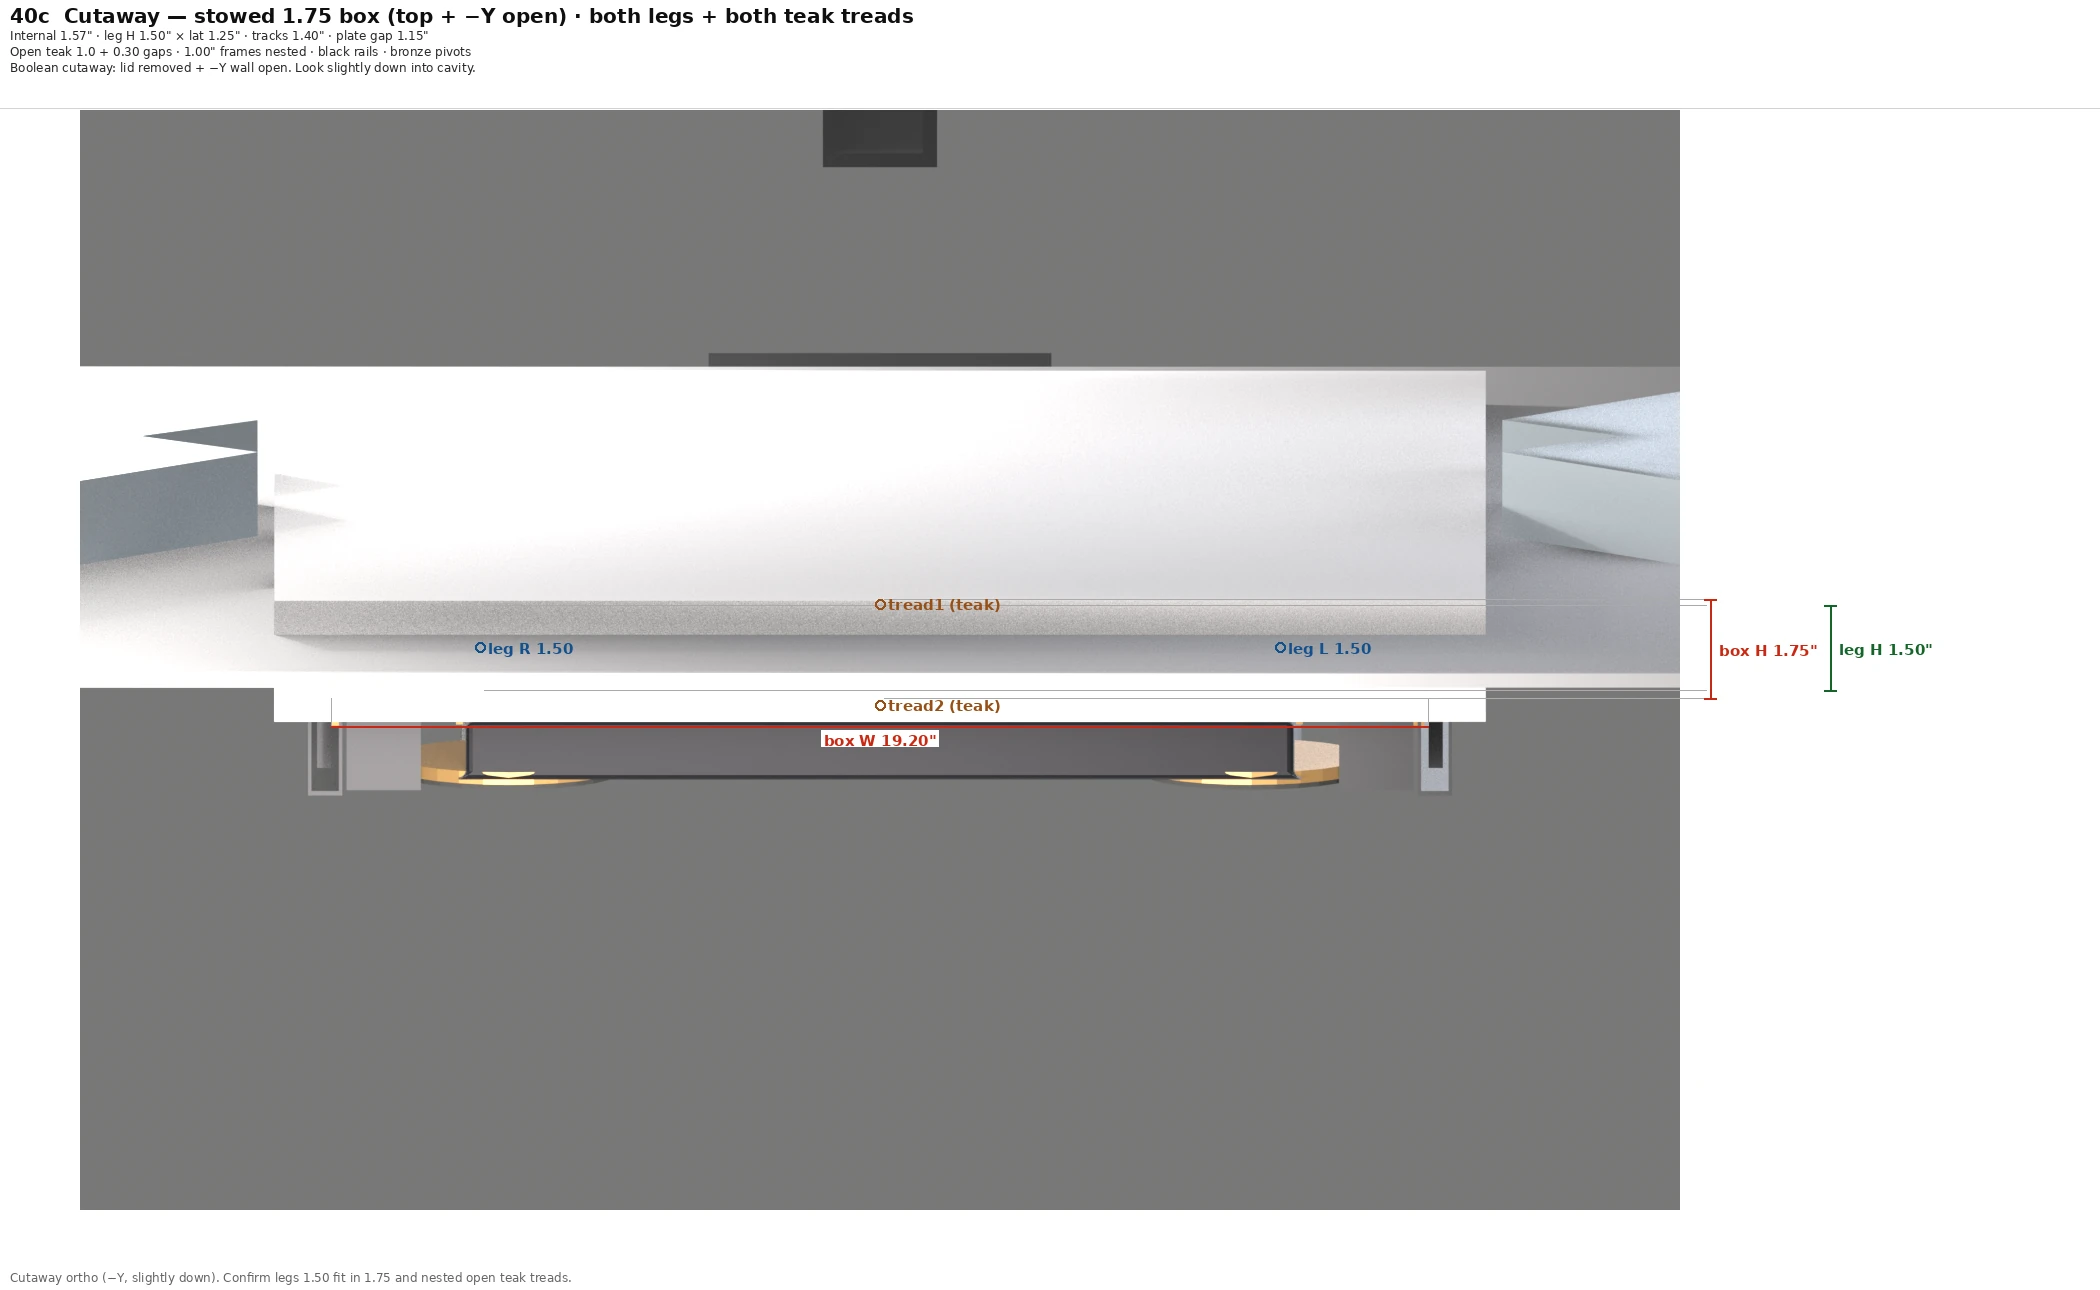 40c  Cutaway — stowed 1.75 box (top + −Y open) · both legs + both teak treads
Internal 1.57" · leg H 1.50" × lat 1.25" · tracks 1.40" · plate gap 1.15"
Open teak 1.0 + 0.30 gaps · 1.00" frames nested · black rails · bronze pivots
Boolean cutaway: lid removed + −Y wall open. Look slightly down into cavity.
tread1 (teak)
leg R 1.50
leg L 1.50
box H 1.75"
leg H 1.50"
tread2 (teak)
box W 19.20"
Cutaway ortho (−Y, slightly down). Confirm legs 1.50 fit in 1.75 and nested open teak treads.